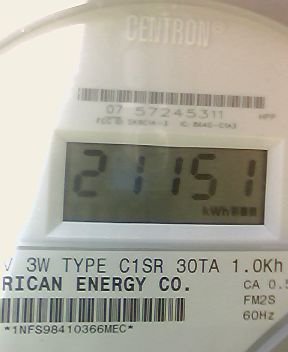 CENTRON®
07 57245311
21151
kWh
V 3W TYPE C1SR 30TA 1.0Kh
RICAN ENERGY CO. CA 0.5
FM2S
*1NFS98410366MEC* 60Hz